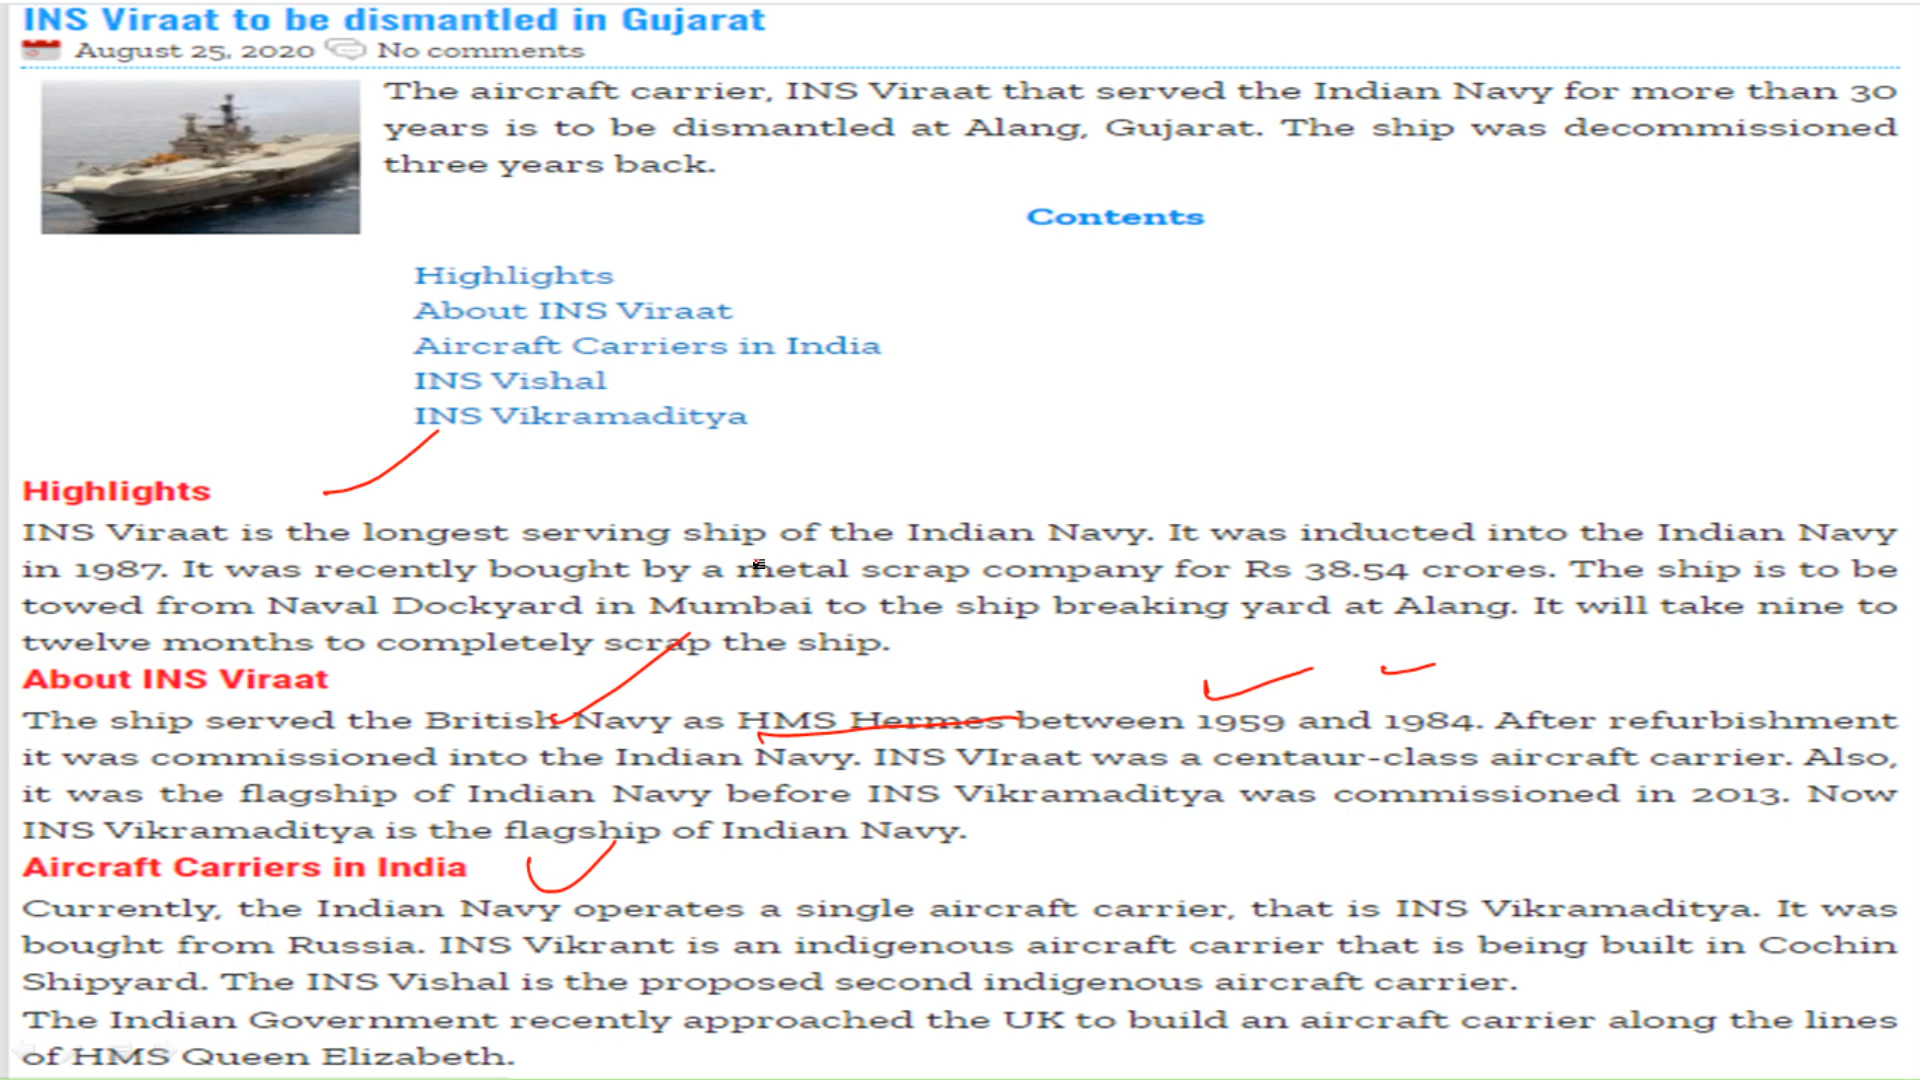 INS Viraat to be dismantled in Gujarat
August 25, 2020 No comments
The aircraft carrier, INS Viraat that served the Indian Navy for more than 30
years is to be dismantled at Alang, Gujarat. The ship was decommissioned
three years back.
Contents
Highlights
About INS Viraat
Aircraft Carriers in India
INS Vishal
INS Vikramaditya
Highlights
INS Viraat is the longest serving ship of the Indian Navy. It was inducted into the Indian Navy
in 1987. It was recently bought by a metal scrap company for Rs 38.54 crores. The ship is to be
towed from Naval Dockyard in Mumbai to the ship breaking yard at Alang. It will take nine to
twelve months to completely scrap the ship.
About INS Viraat
The ship served the British Navy as HMS Hermes between 1959 and 1984. After refurbishment
it was commissioned into the Indian Navy. INS VIraat was a centaur-class aircraft carrier. Also,
it was the flagship of Indian Navy before INS Vikramaditya was commissioned in 2013. Now
INS Vikramaditya is the flagship of Indian Navy.
Aircraft Carriers in India
Currently, the Indian Navy operates a single aircraft carrier, that is INS Vikramaditya. It was
bought from Russia. INS Vikrant is an indigenous aircraft carrier that is being built in Cochin
Shipyard. The INS Vishal is the proposed second indigenous aircraft carrier.
The Indian Government recently approached the UK to build an aircraft carrier along the lines
of HMS Queen Elizabeth.